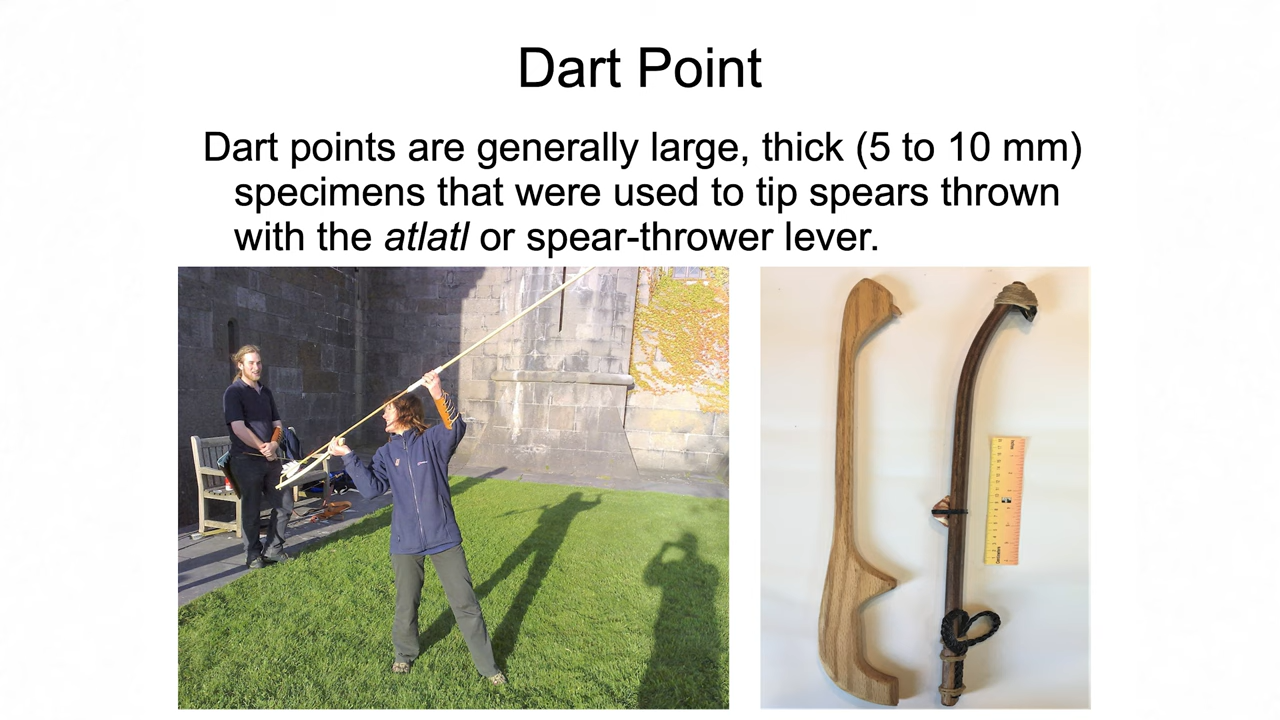 Dart Point
Dart points are generally large, thick (5 to 10 mm)
specimens that were used to tip spears thrown
with the atlatl or spear-thrower lever.